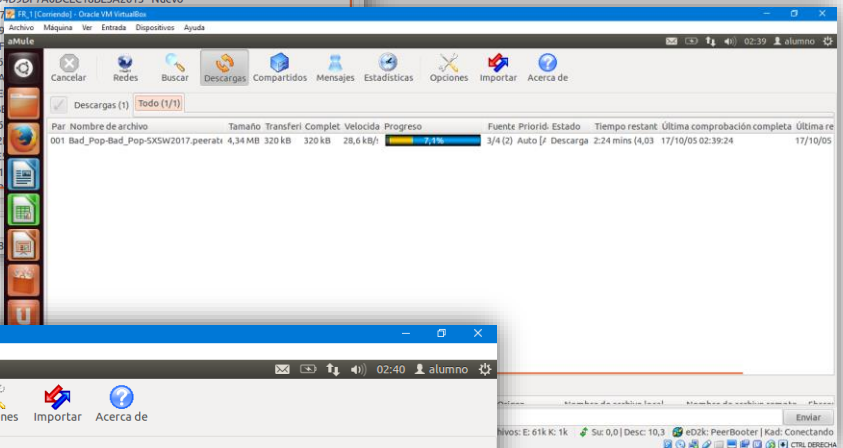 FR_1 [Corriendo] - Oracle VM VirtualBox
Archivo Máquina Ver Entrada Dispositivos Ayuda
aMule 02:39 alumno
Cancelar Redes Buscar Descargas Compartidos Mensajes Estadísticas Opciones Importar Acerca de
Descargas (1) Todo (1/1)
Par Nombre de archivo Tamaño Transferi Complet Velocida Progreso Fuente Priorid Estado Tiempo restant Última comprobación completa Última re
001 Bad_Pop-Bad_Pop-SXSW2017.peerate 4,34 MB 320 kB 320 kB 28,6 kB/s 7,1% 3/4 (2) Auto [A Descarga 2:24 mins (4,03 17/10/05 02:39:24 17/10/05
02:40 alumno
nes Importar Acerca de
Enviar
hivos: E: 61k K: 1k Su: 0,0 | Desc: 10,3 eD2k: PeerBooter | Kad: Conectando
CTRL DERECHA